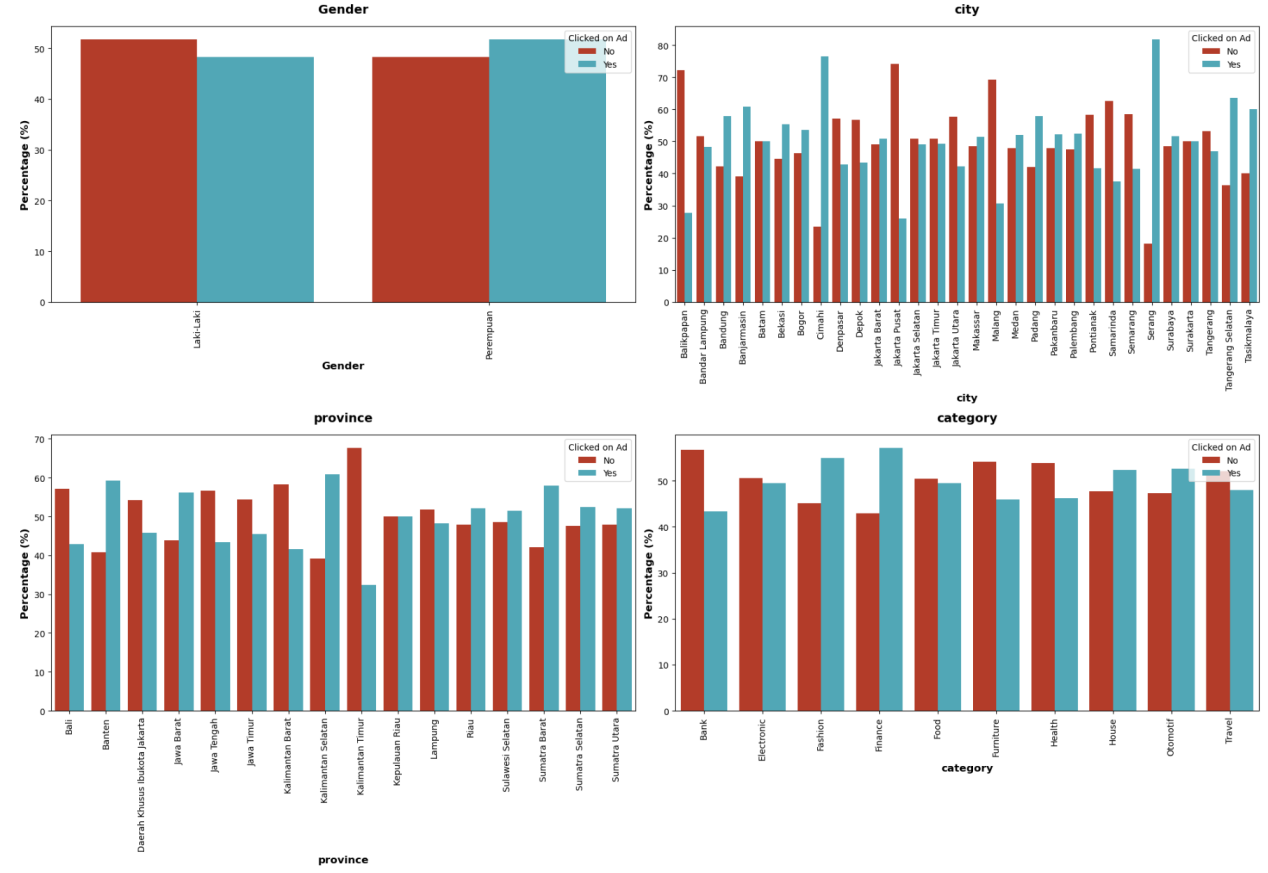 Gender
Percentage (%)
50
40
30
20
10
0
Clicked on Ad
No
Yes
Laki-Laki
Perempuan
Gender
city
Percentage (%)
80
70
60
50
40
30
20
10
0
Clicked on Ad
No
Yes
Balikpapan
Bandar Lampung
Bandung
Banjarmasin
Batam
Bekasi
Bogor
Cimahi
Denpasar
Depok
Jakarta Barat
Jakarta Pusat
Jakarta Selatan
Jakarta Timur
Jakarta Utara
Makassar
Malang
Medan
Padang
Pakanbaru
Palembang
Pontianak
Samarinda
Semarang
Serang
Surabaya
Surakarta
Tangerang
Tangerang Selatan
Tasikmalaya
city
province
Percentage (%)
70
60
50
40
30
20
10
0
Clicked on Ad
No
Yes
Bali
Banten
Daerah Khusus Ibukota Jakarta
Jawa Barat
Jawa Tengah
Jawa Timur
Kalimantan Barat
Kalimantan Selatan
Kalimantan Timur
Kepulauan Riau
Lampung
Riau
Sulawesi Selatan
Sumatra Barat
Sumatra Selatan
Sumatra Utara
province
category
Percentage (%)
50
40
30
20
10
0
Clicked on Ad
No
Yes
Bank
Electronic
Fashion
Finance
Food
Furniture
Health
House
Otomotif
Travel
category